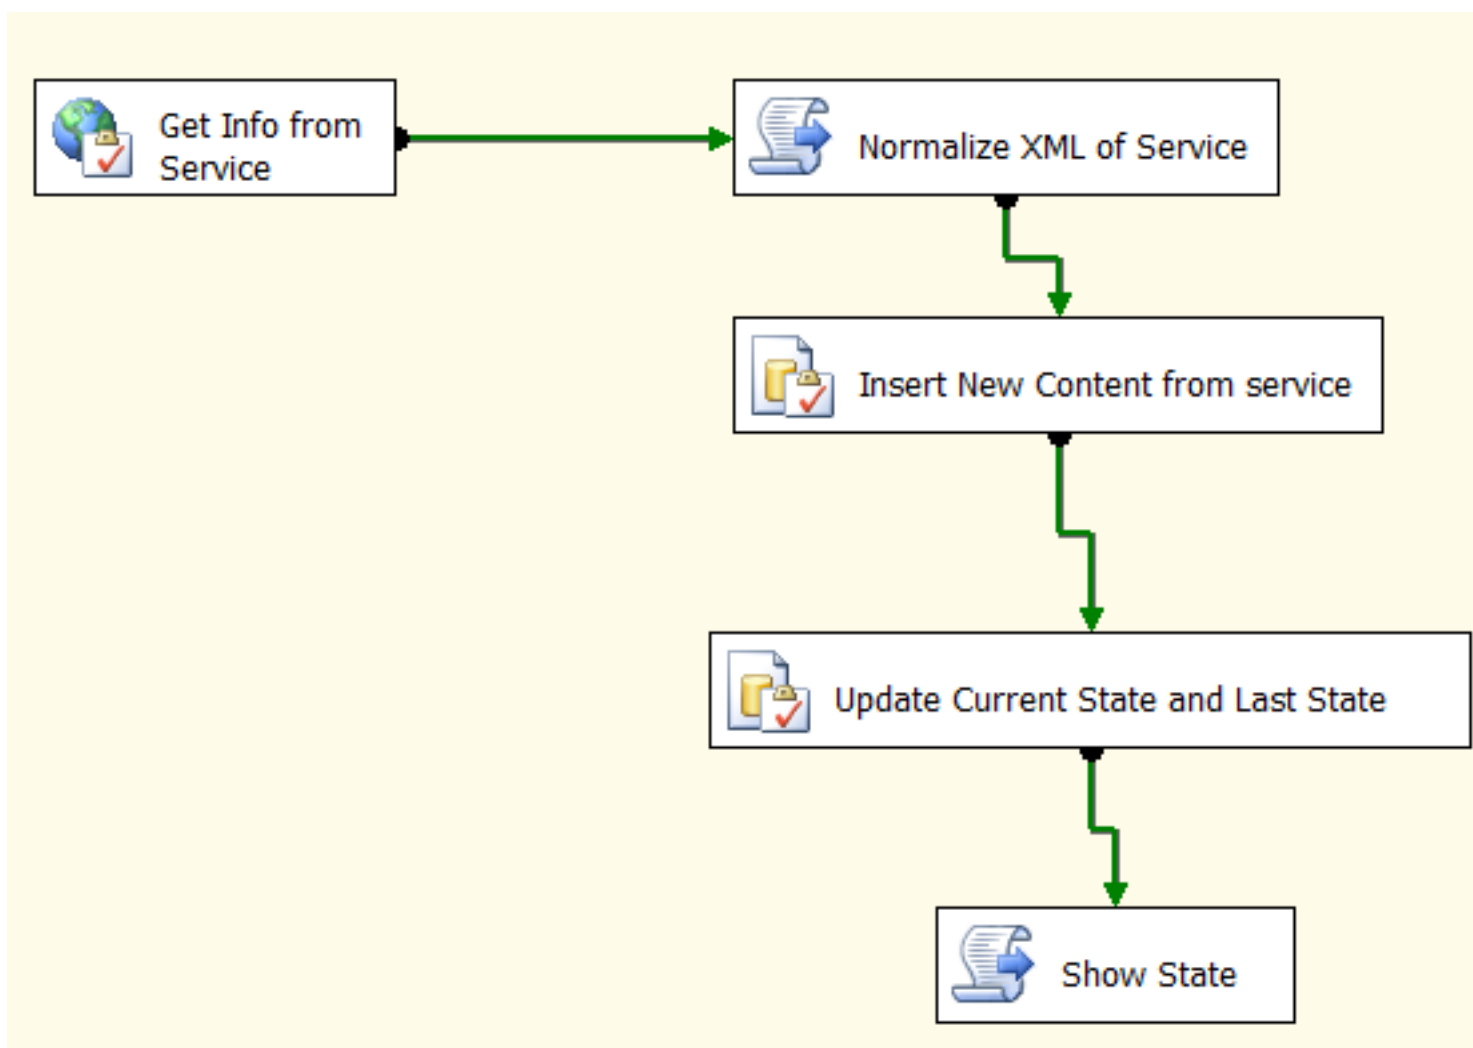 Get Info from
Service
Normalize XML of Service
Insert New Content from service
Update Current State and Last State
Show State